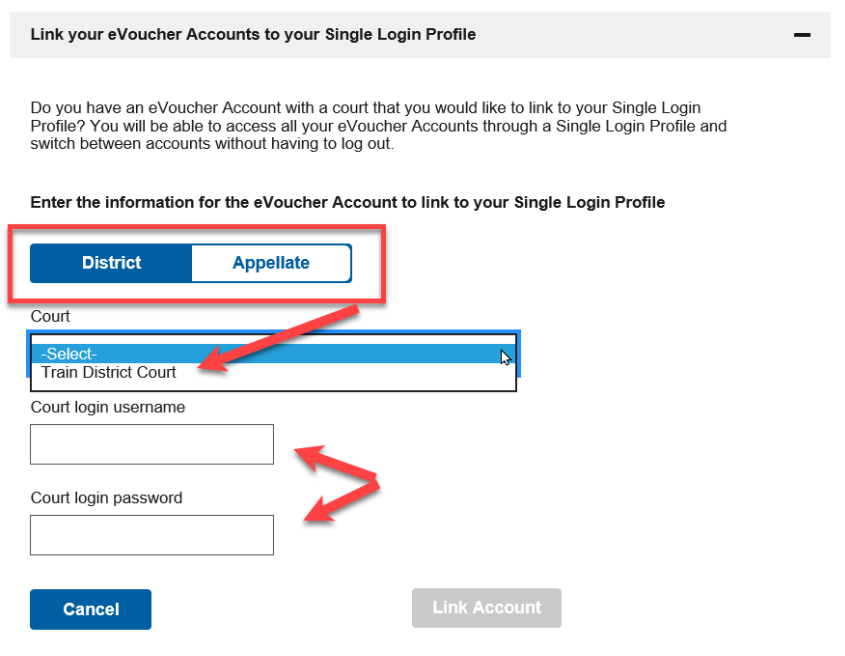 Link your eVoucher Accounts to your Single Login Profile
Do you have an eVoucher Account with a court that you would like to link to your Single Login
Profile? You will be able to access all your eVoucher Accounts through a Single Login Profile and
switch between accounts without having to log out.
Enter the information for the eVoucher Account to link to your Single Login Profile
District Appellate
Court
-Select-
Train District Court
Court login username
Court login password
Cancel Link Account